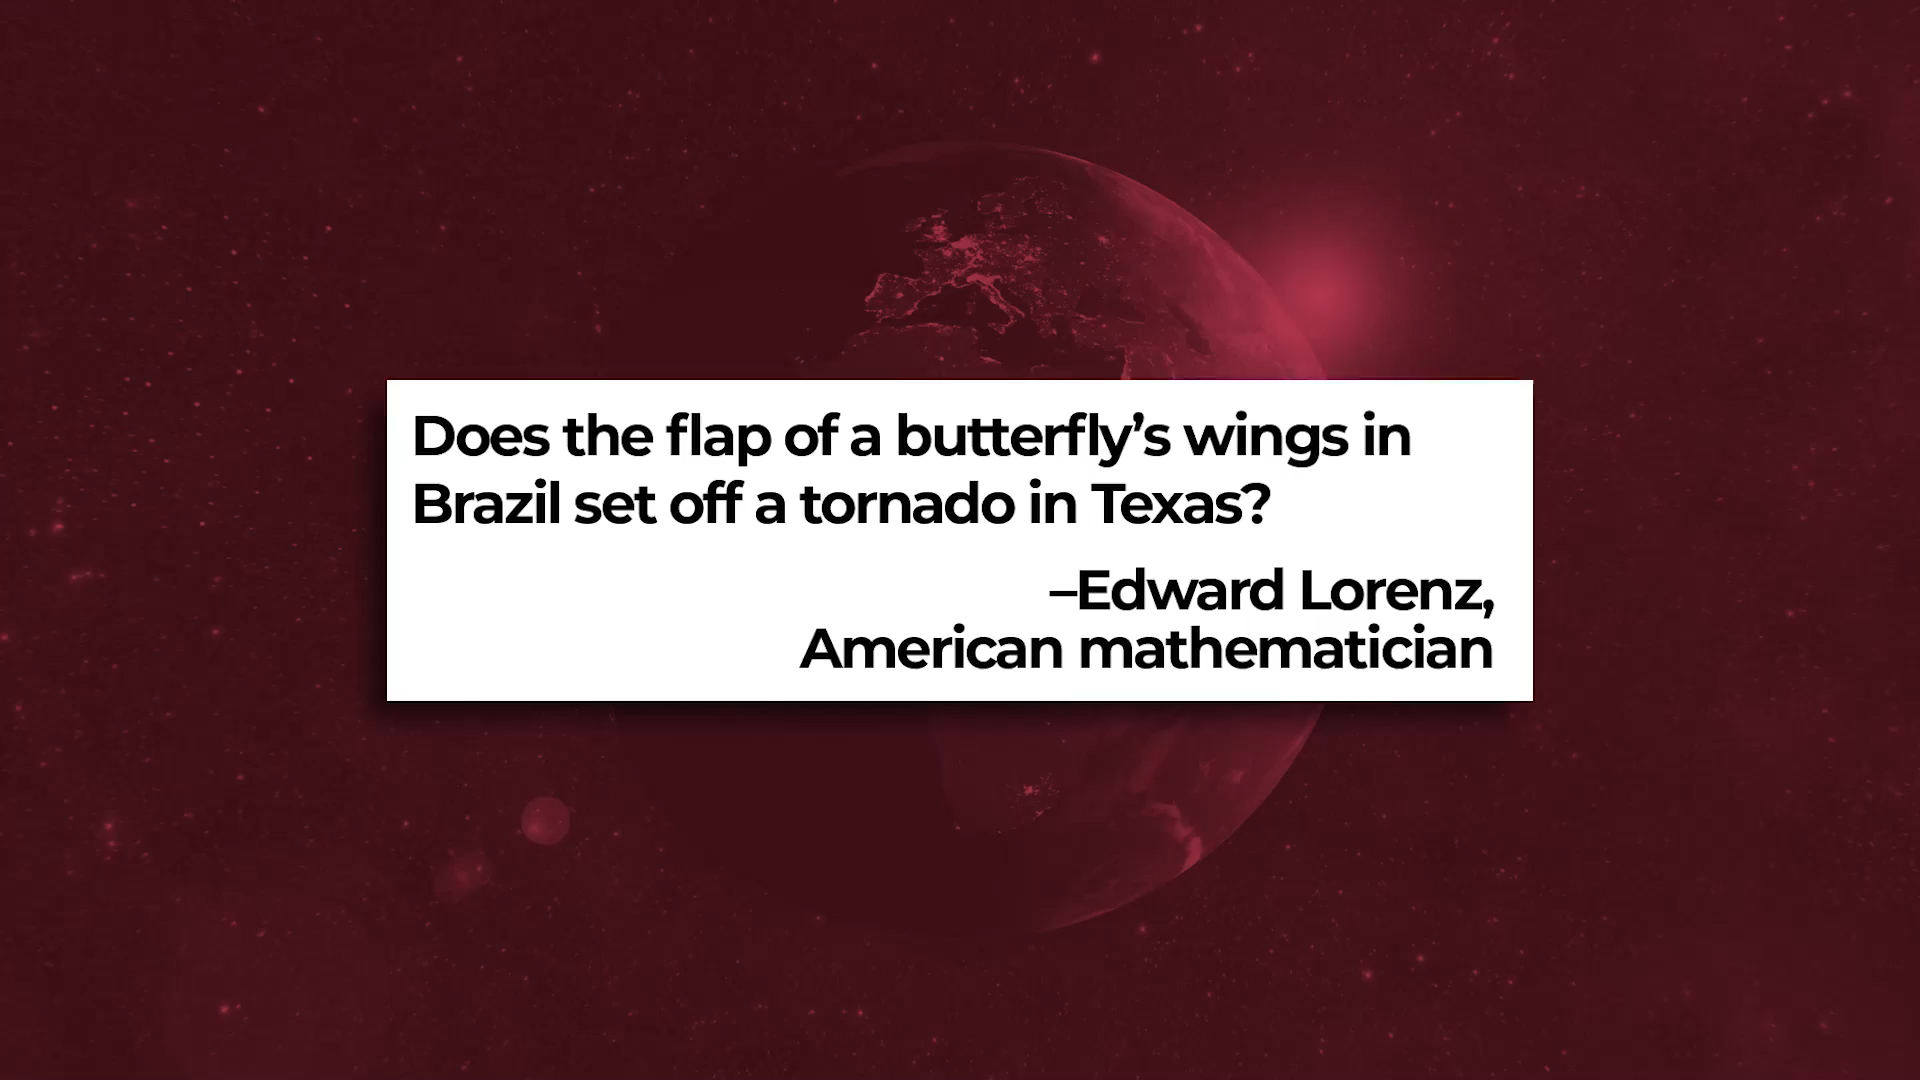 Does the flap of a butterfly’s wings in
Brazil set off a tornado in Texas?
–Edward Lorenz,
American mathematician